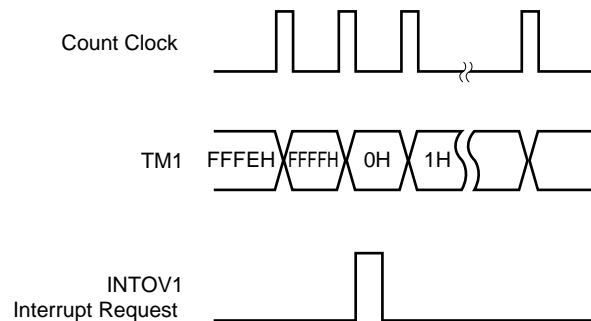 Count Clock
TM1 FFFEH FFFFH 0H 1H
INTOV1
Interrupt Request